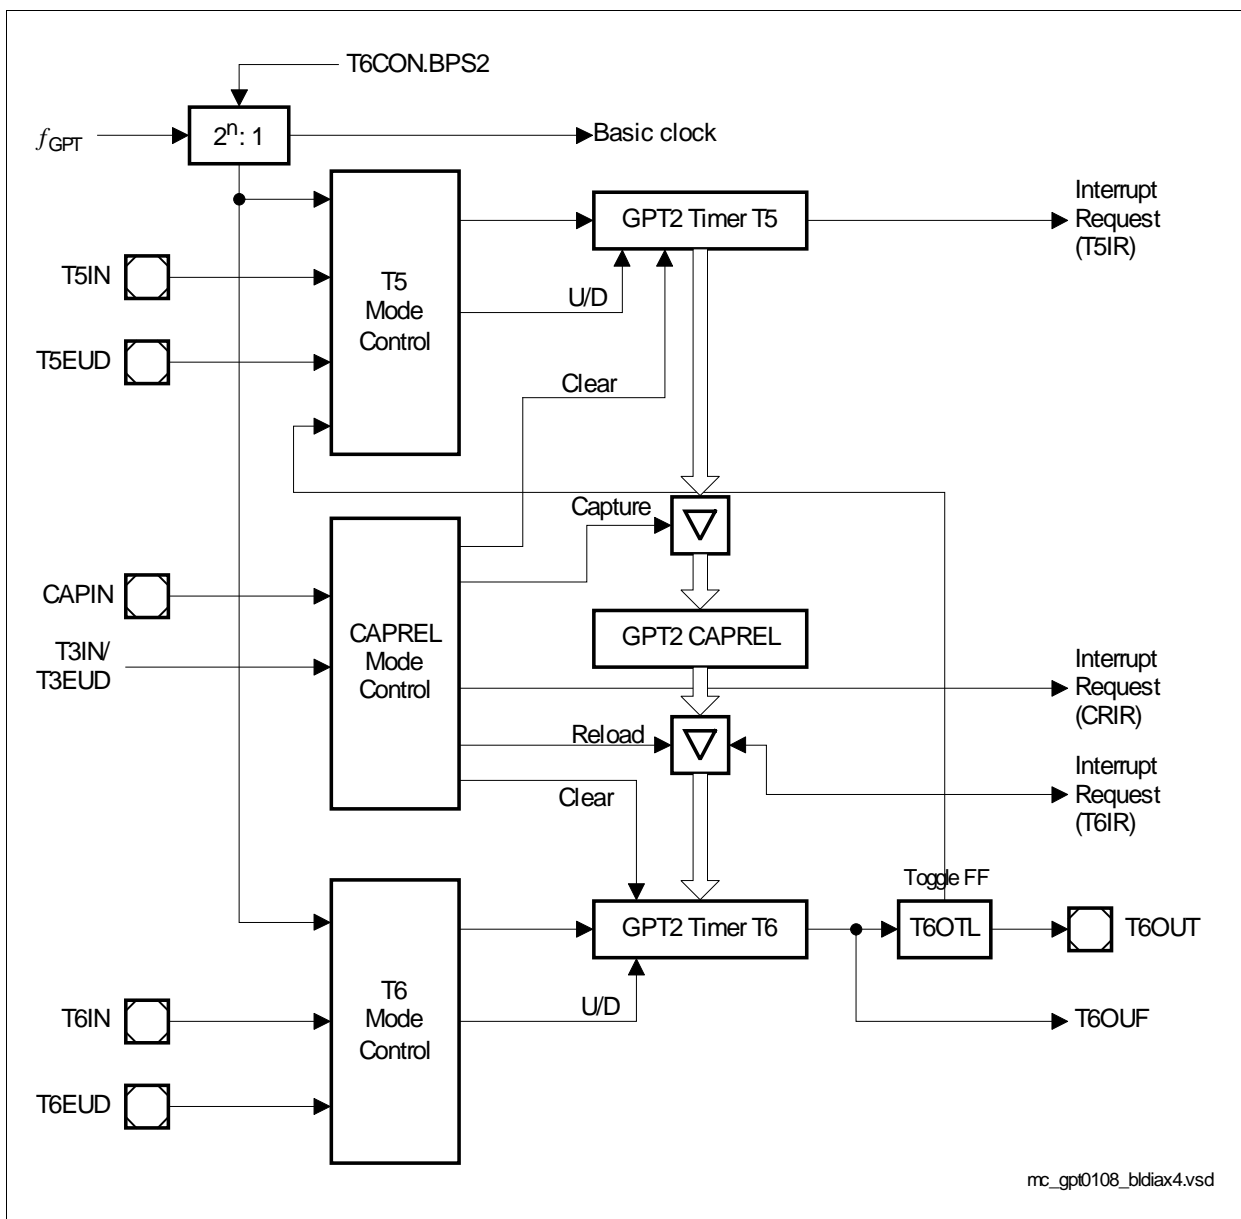 T6CON.BPS2
fGPT
2n: 1
Basic clock
Interrupt
Request
(T5IR)
GPT2 Timer T5
T5IN
T5
Mode
Control
U/D
T5EUD
Clear
Capture
CAPIN
CAPREL
Mode
Control
GPT2 CAPREL
T3IN/
T3EUD
Interrupt
Request
(CRIR)
Reload
Interrupt
Request
(T6IR)
Clear
Toggle FF
GPT2 Timer T6
T6OTL
T6OUT
T6
Mode
Control
U/D
T6IN
T6OUF
T6EUD
mc_gpt0108_bldiax4.vsd